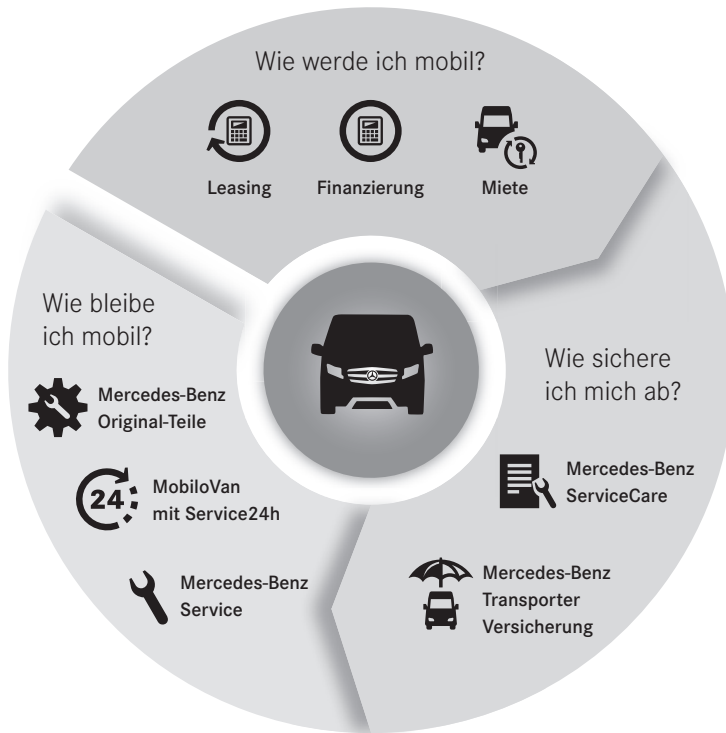 Wie werde ich mobil?
Leasing
Finanzierung
Miete
Wie sichere
ich mich ab?
Mercedes-Benz
ServiceCare
Mercedes-Benz
Transporter
Versicherung
Wie bleibe
ich mobil?
Mercedes-Benz
Original-Teile
24
MobiloVan
mit Service24h
Mercedes-Benz
Service